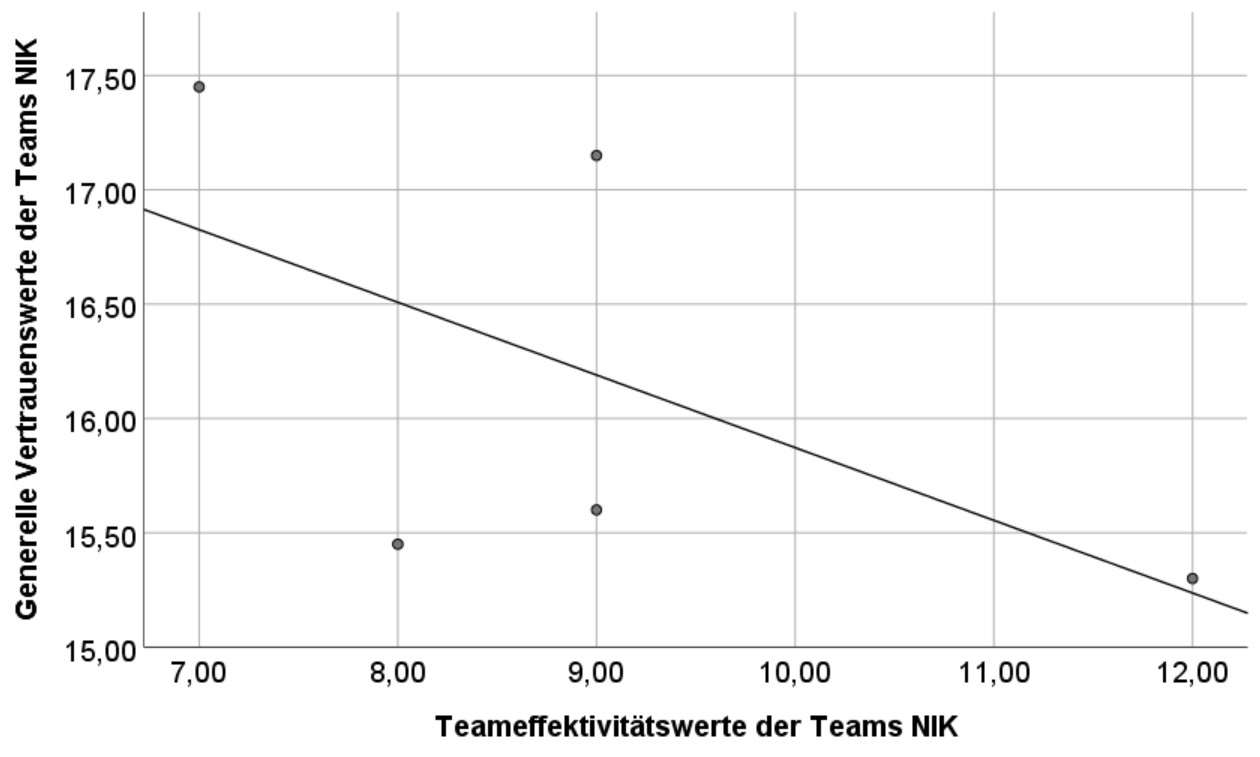 Generelle Vertrauenswerte der Teams NIK
17,50
17,00
16,50
16,00
15,50
15,00
7,00 8,00 9,00 10,00 11,00 12,00
Teameffektivitätswerte der Teams NIK